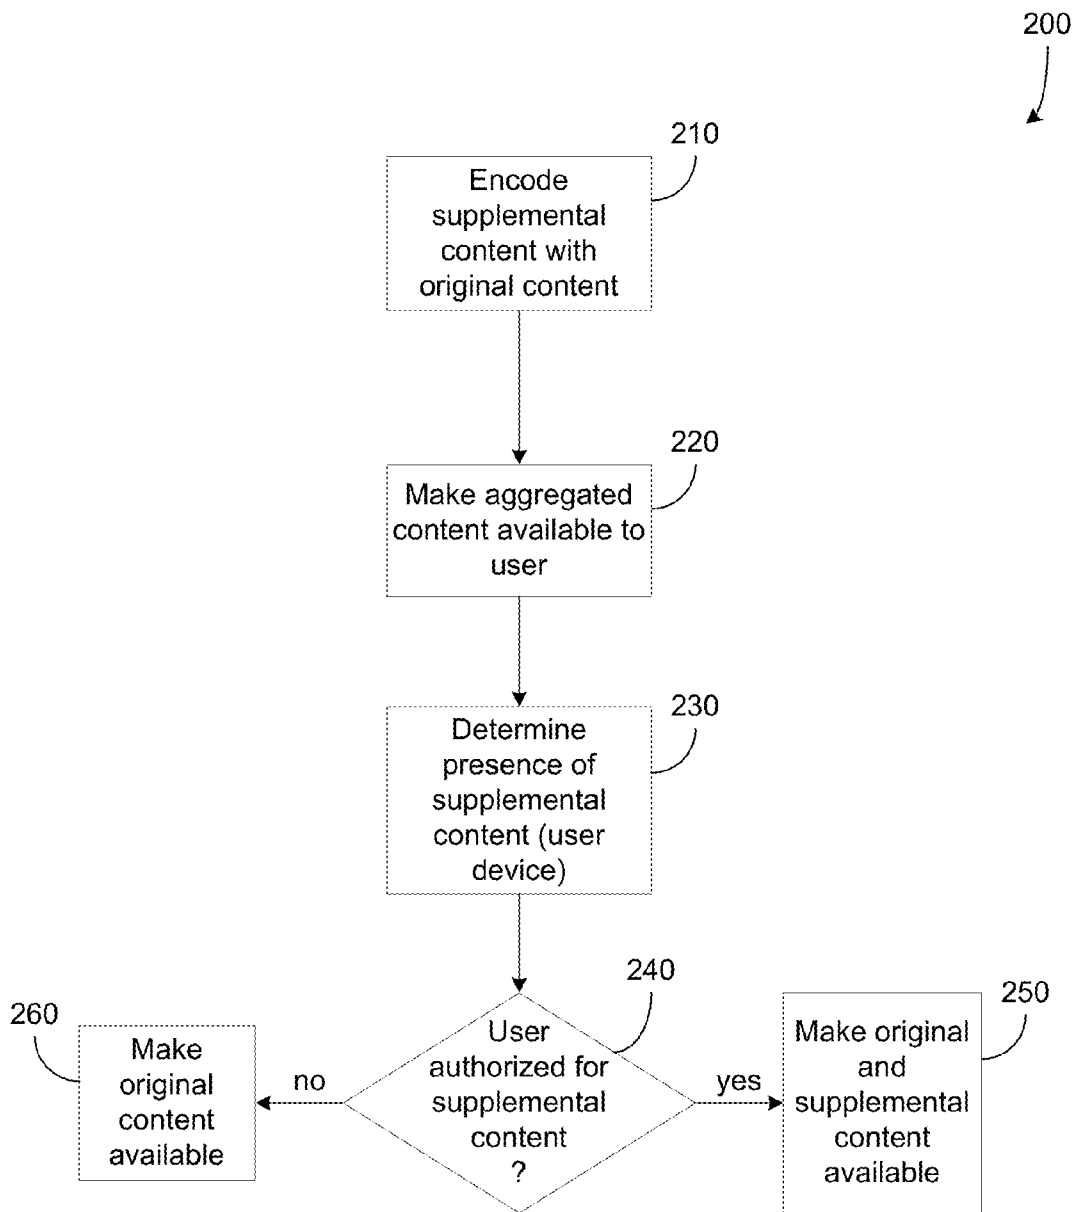 200
210
Encode
supplemental
content with
original content
220
Make aggregated
content available to
user
230
Determine
presence of
supplemental
content (user
device)
240
User
authorized for
supplemental
content
?
no
yes
260
Make
original
content
available
250
Make original
and
supplemental
content
available